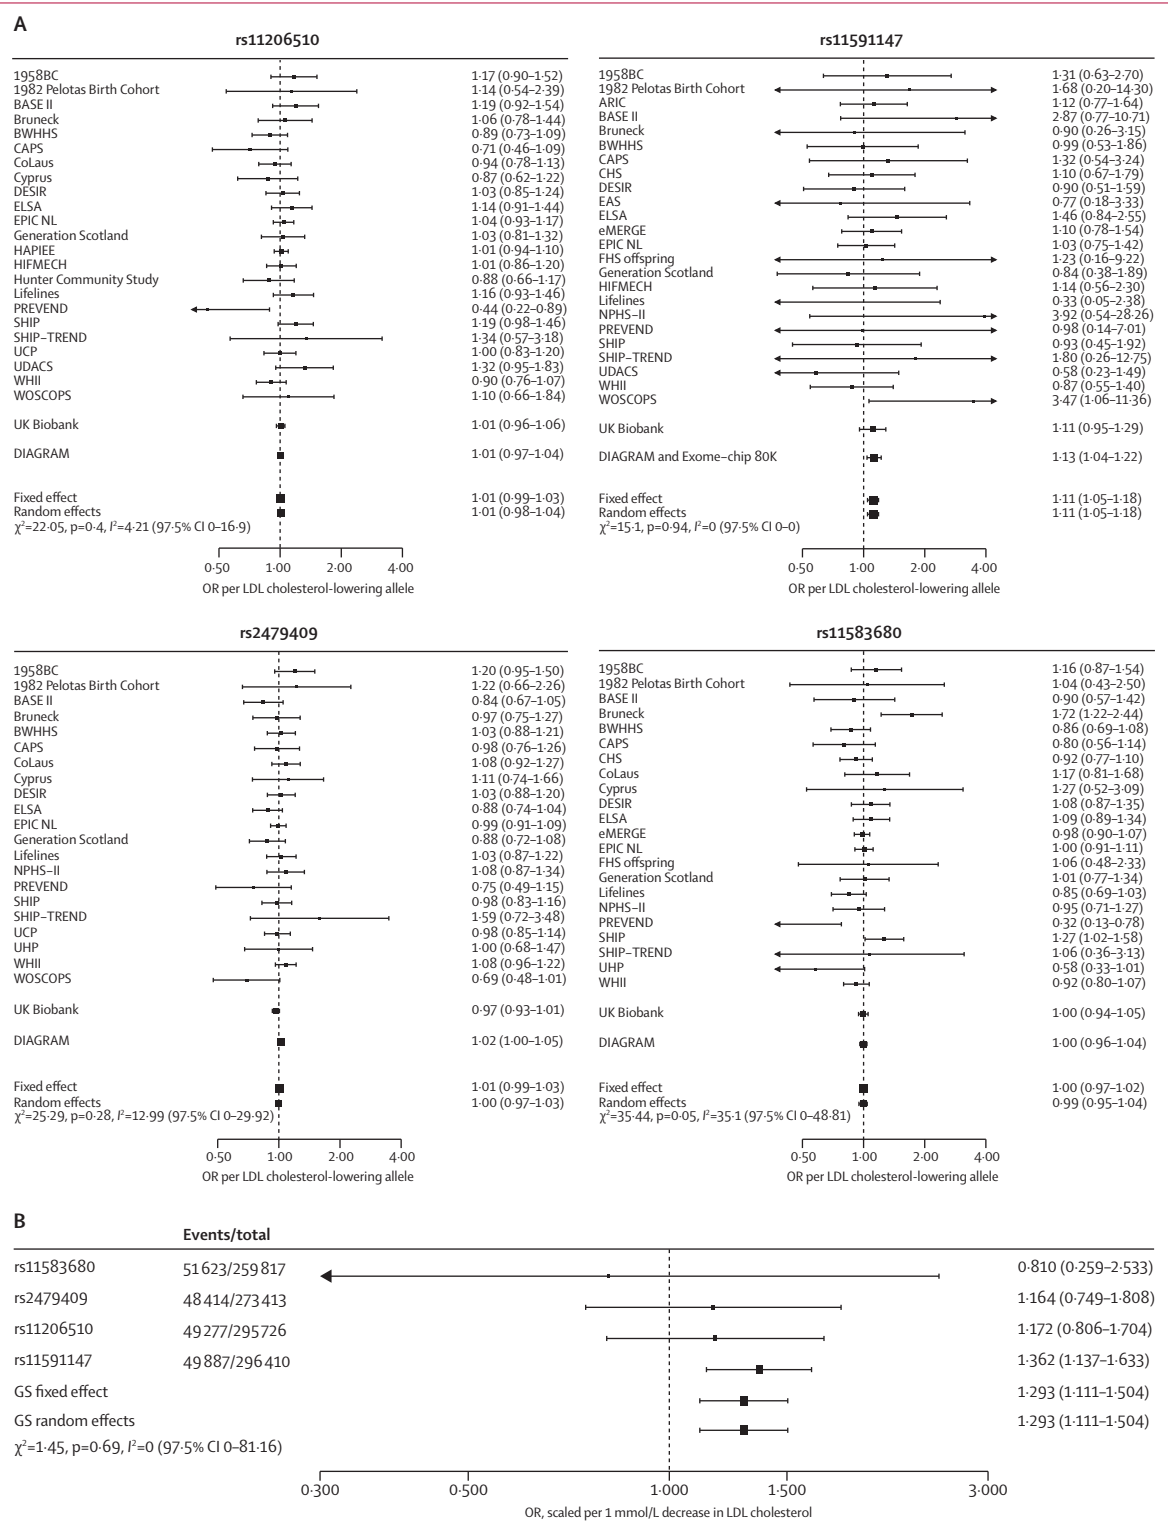 A
rs11206510
1958BC 1·17 (0·90–1·52)
1982 Pelotas Birth Cohort 1·14 (0·54–2·39)
BASE II 1·19 (0·92–1·54)
Bruneck 1·06 (0·78–1·44)
BWHHS 0·89 (0·73–1·09)
CAPS 0·71 (0·46–1·09)
CoLaus 0·94 (0·78–1·13)
Cyprus 0·87 (0·62–1·22)
DESIR 1·03 (0·85–1·24)
ELSA 1·14 (0·91–1·44)
EPIC NL 1·04 (0·93–1·17)
Generation Scotland 1·03 (0·81–1·32)
HAPIEE 1·01 (0·94–1·10)
HIFMECH 1·01 (0·86–1·20)
Hunter Community Study 0·88 (0·66–1·17)
Lifelines 1·16 (0·93–1·46)
PREVEND 0·44 (0·22–0·89)
SHIP 1·19 (0·98–1·46)
SHIP–TREND 1·34 (0·57–3·18)
UCP 1·00 (0·83–1·20)
UDACS 1·32 (0·95–1·83)
WHII 0·90 (0·76–1·07)
WOSCOPS 1·10 (0·66–1·84)
UK Biobank 1·01 (0·96–1·06)
DIAGRAM 1·01 (0·97–1·04)
Fixed effect 1·01 (0·99–1·03)
Random effects 1·01 (0·98–1·04)
χ²=22·05, p=0·4, I²=4·21 (97·5% CI 0–16·9)
0·50 1·00 2·00 4·00
OR per LDL cholesterol-lowering allele
rs11591147
1958BC 1·31 (0·63–2·70)
1982 Pelotas Birth Cohort 1·68 (0·20–14·30)
ARIC 1·12 (0·77–1·64)
BASE II 2·87 (0·77–10·71)
Bruneck 0·90 (0·26–3·15)
BWHHS 0·99 (0·53–1·86)
CAPS 1·32 (0·54–3·24)
CHS 1·10 (0·67–1·79)
DESIR 0·90 (0·51–1·59)
EAS 0·77 (0·18–3·33)
ELSA 1·46 (0·84–2·55)
eMERGE 1·10 (0·78–1·54)
EPIC NL 1·03 (0·75–1·42)
FHS offspring 1·23 (0·16–9·22)
Generation Scotland 0·84 (0·38–1·89)
HIFMECH 1·14 (0·56–2·30)
Lifelines 0·33 (0·05–2·38)
NPHS–II 3·92 (0·54–28·26)
PREVEND 0·98 (0·14–7·01)
SHIP 0·93 (0·45–1·92)
SHIP–TREND 1·80 (0·26–12·75)
UDACS 0·58 (0·23–1·49)
WHII 0·87 (0·55–1·40)
WOSCOPS 3·47 (1·06–11·36)
UK Biobank 1·11 (0·95–1·29)
DIAGRAM and Exome–chip 80K 1·13 (1·04–1·22)
Fixed effect 1·11 (1·05–1·18)
Random effects 1·11 (1·05–1·18)
χ²=15·1, p=0·94, I²=0 (97·5% CI 0–0)
0·50 1·00 2·00 4·00
OR per LDL cholesterol-lowering allele
rs2479409
1958BC 1·20 (0·95–1·50)
1982 Pelotas Birth Cohort 1·22 (0·66–2·26)
BASE II 0·84 (0·67–1·05)
Bruneck 0·97 (0·75–1·27)
BWHHS 1·03 (0·88–1·21)
CAPS 0·98 (0·76–1·26)
CoLaus 1·08 (0·92–1·27)
Cyprus 1·11 (0·74–1·66)
DESIR 1·03 (0·88–1·20)
ELSA 0·88 (0·74–1·04)
EPIC NL 0·99 (0·91–1·09)
Generation Scotland 0·88 (0·72–1·08)
Lifelines 1·03 (0·87–1·22)
NPHS–II 1·08 (0·87–1·34)
PREVEND 0·75 (0·49–1·15)
SHIP 0·98 (0·83–1·16)
SHIP–TREND 1·59 (0·72–3·48)
UCP 0·98 (0·85–1·14)
UHP 1·00 (0·68–1·47)
WHII 1·08 (0·96–1·22)
WOSCOPS 0·69 (0·48–1·01)
UK Biobank 0·97 (0·93–1·01)
DIAGRAM 1·02 (1·00–1·05)
Fixed effect 1·01 (0·99–1·03)
Random effects 1·00 (0·97–1·03)
χ²=25·29, p=0·28, I²=12·99 (97·5% CI 0–29·92)
0·50 1·00 2·00 4·00
OR per LDL cholesterol-lowering allele
rs11583680
1958BC 1·16 (0·87–1·54)
1982 Pelotas Birth Cohort 1·04 (0·43–2·50)
BASE II 0·90 (0·57–1·42)
Bruneck 1·72 (1·22–2·44)
BWHHS 0·86 (0·69–1·08)
CAPS 0·80 (0·56–1·14)
CHS 0·92 (0·77–1·10)
CoLaus 1·17 (0·81–1·68)
Cyprus 1·27 (0·52–3·09)
DESIR 1·08 (0·87–1·35)
ELSA 1·09 (0·89–1·34)
eMERGE 0·98 (0·90–1·07)
EPIC NL 1·00 (0·91–1·11)
FHS offspring 1·06 (0·48–2·33)
Generation Scotland 1·01 (0·77–1·34)
Lifelines 0·85 (0·69–1·03)
NPHS–II 0·95 (0·71–1·27)
PREVEND 0·32 (0·13–0·78)
SHIP 1·27 (1·02–1·58)
SHIP–TREND 1·06 (0·36–3·13)
UHP 0·58 (0·33–1·01)
WHII 0·92 (0·80–1·07)
UK Biobank 1·00 (0·94–1·05)
DIAGRAM 1·00 (0·96–1·04)
Fixed effect 1·00 (0·97–1·02)
Random effects 0·99 (0·95–1·04)
χ²=35·44, p=0·05, I²=35·1 (97·5% CI 0–48·81)
0·50 1·00 2·00 4·00
OR per LDL cholesterol-lowering allele
B
Events/total
rs11583680 51 623/259 817 0·810 (0·259–2·533)
rs2479409 48 414/273 413 1·164 (0·749–1·808)
rs11206510 49 277/295 726 1·172 (0·806–1·704)
rs11591147 49 887/296 410 1·362 (1·137–1·633)
GS fixed effect 1·293 (1·111–1·504)
GS random effects 1·293 (1·111–1·504)
χ²=1·45, p=0·69, I²=0 (97·5% CI 0–81·16)
0·300 0·500 1·000 1·500 3·000
OR, scaled per 1 mmol/L decrease in LDL cholesterol